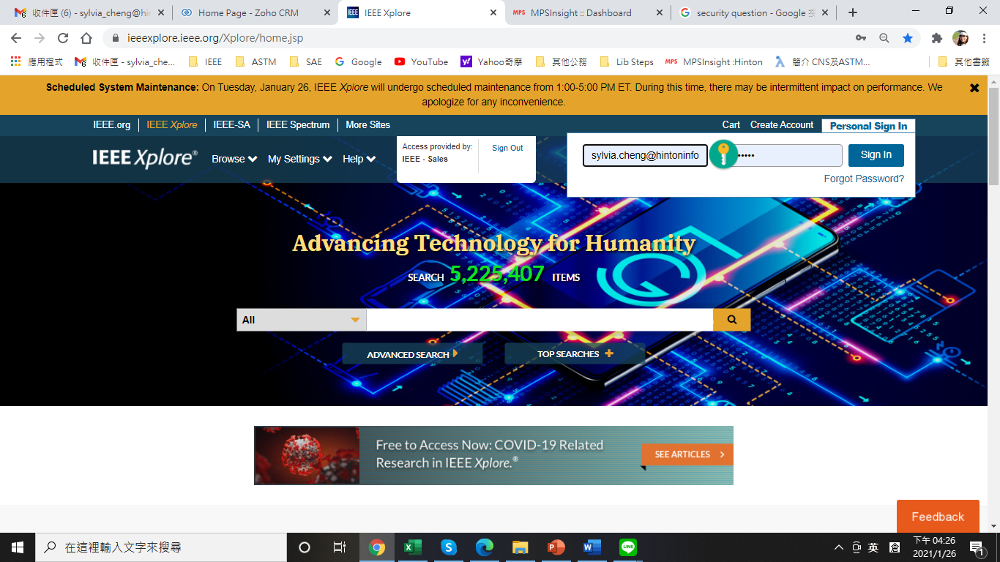 收件匣 (6) - sylvia_cheng@hin
Home Page - Zoho CRM
IEEE Xplore
MPSInsight :: Dashboard
security question - Google 搜
ieeexplore.ieee.org/Xplore/home.jsp
應用程式
收件匣 - sylvia_che...
IEEE
ASTM
SAE
Google
YouTube
Yahoo奇摩
其他公務
Lib Steps
MPSInsight :Hinton
簡介 CNS及ASTM...
其他書籤
Scheduled System Maintenance: On Tuesday, January 26, IEEE Xplore will undergo scheduled maintenance from 1:00-5:00 PM ET. During this time, there may be intermittent impact on performance. We
apologize for any inconvenience.
IEEE.org
IEEE Xplore
IEEE-SA
IEEE Spectrum
More Sites
Cart
Create Account
Personal Sign In
IEEE Xplore®
Browse
My Settings
Help
Access provided by:
IEEE - Sales
Sign Out
sylvia.cheng@hintoninfo
•••••
Sign In
Forgot Password?
Advancing Technology for Humanity
SEARCH 5,225,407 ITEMS
All
ADVANCED SEARCH
TOP SEARCHES
Free to Access Now: COVID-19 Related
Research in IEEE Xplore.®
SEE ARTICLES
Feedback
在這裡輸入文字來搜尋
英
下午 04:26
2021/1/26
1